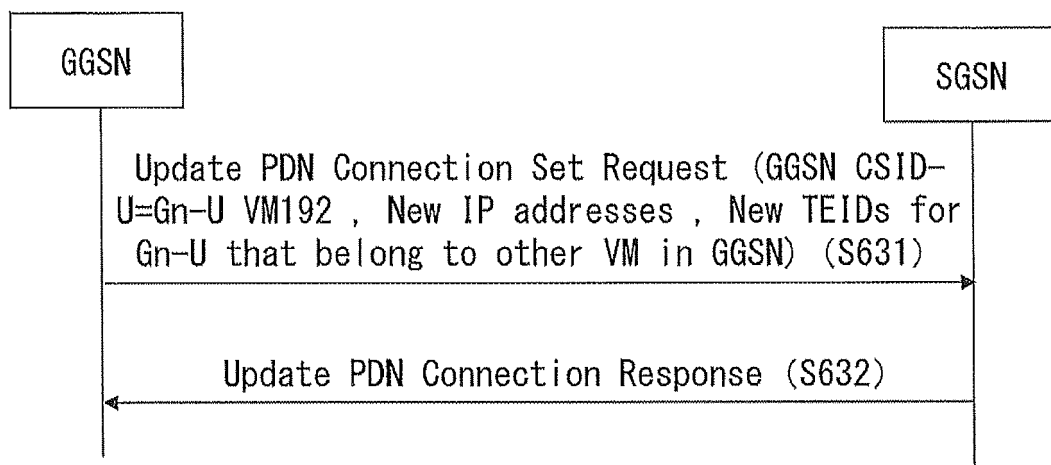 GGSN
SGSN
Update PDN Connection Set Request (GGSN CSID-
U=Gn-U VM192 , New IP addresses , New TEIDs for
Gn-U that belong to other VM in GGSN) (S631)
Update PDN Connection Response (S632)